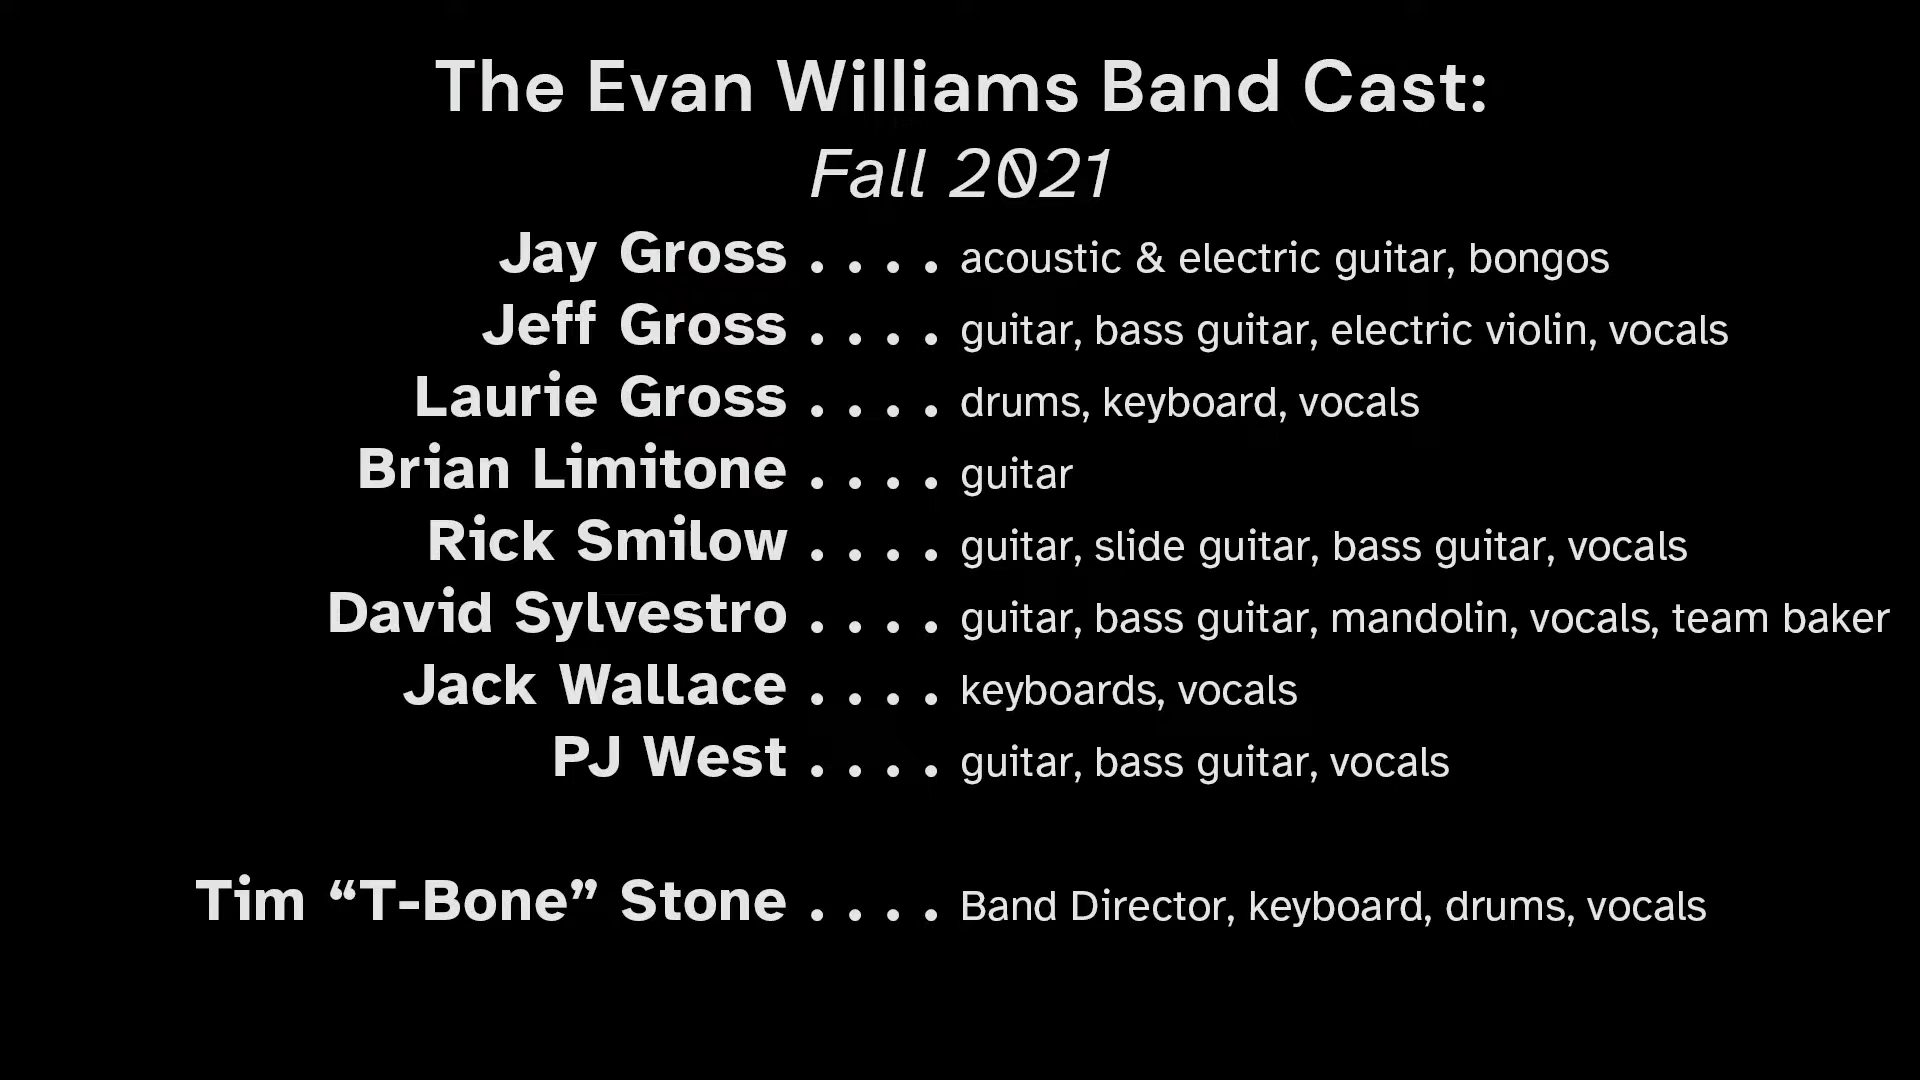 The Evan Williams Band Cast:
Fall 2021
Jay Gross . . . . acoustic & electric guitar, bongos
Jeff Gross . . . . guitar, bass guitar, electric violin, vocals
Laurie Gross . . . . drums, keyboard, vocals
Brian Limitone . . . . guitar
Rick Smilow . . . . guitar, slide guitar, bass guitar, vocals
David Sylvestro . . . . guitar, bass guitar, mandolin, vocals, team baker
Jack Wallace . . . . keyboards, vocals
PJ West . . . . guitar, bass guitar, vocals
Tim “T-Bone” Stone . . . . Band Director, keyboard, drums, vocals